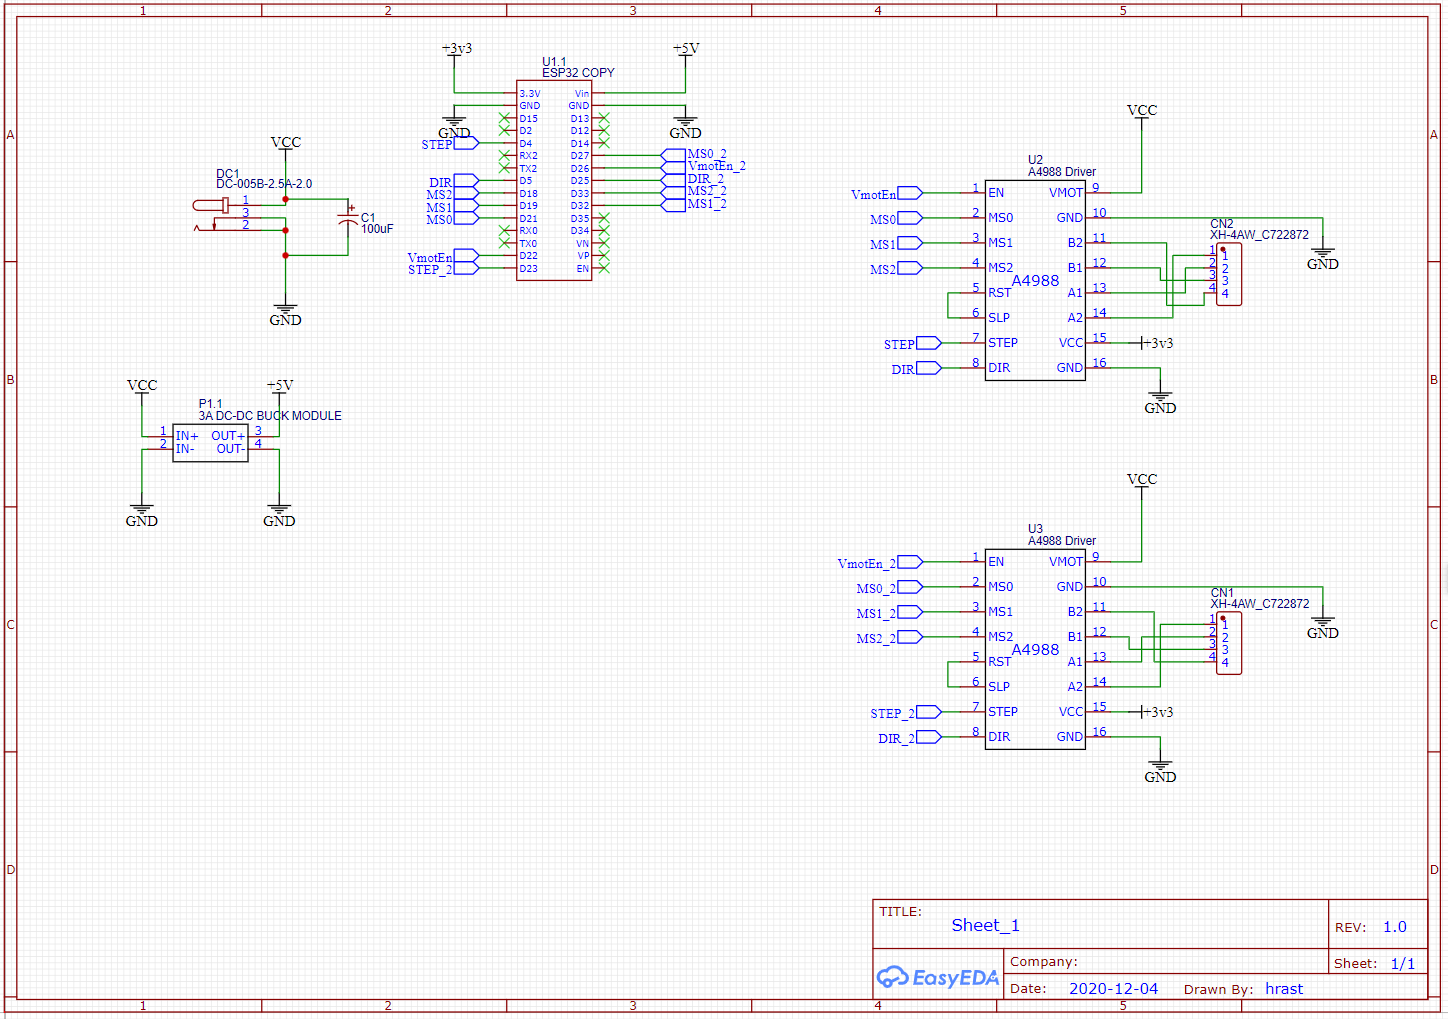 1 2 3 4 5
A
B
C
D
A
B
C
D
+3v3
+5V
U1.1
ESP32 COPY
3.3V Vin
GND GND
D15 D13
D2 D12
D4 D14
RX2 D27
TX2 D26
D5 D25
D18 D33
D19 D32
D21 D35
RX0 D34
TX0 VN
D22 VP
D23 EN
GND
GND
STEP
DIR
MS2
MS1
MS0
VmotEn
STEP_2
MS0_2
VmotEn_2
DIR_2
MS2_2
MS1_2
VCC
DC1
DC-005B-2.5A-2.0
1
3
2
+
C1
100uF
GND
VCC
+5V
P1.1
3A DC-DC BUCK MODULE
1 IN+ OUT+ 3
2 IN- OUT- 4
GND
GND
VCC
U2
A4988 Driver
VmotEn 1 EN VMOT 9
MS0 2 MS0 GND 10
MS1 3 MS1 B2 11
MS2 4 MS2 B1 12
A4988
5 RST A1 13
6 SLP A2 14
STEP 7 STEP VCC 15 +3v3
DIR 8 DIR GND 16
GND
CN2
XH-4AW_C722872
1 1
2 2
3 3
4 4
GND
VCC
U3
A4988 Driver
VmotEn_2 1 EN VMOT 9
MS0_2 2 MS0 GND 10
MS1_2 3 MS1 B2 11
MS2_2 4 MS2 B1 12
A4988
5 RST A1 13
6 SLP A2 14
STEP_2 7 STEP VCC 15 +3v3
DIR_2 8 DIR GND 16
GND
CN1
XH-4AW_C722872
1 1
2 2
3 3
4 4
GND
TITLE:
Sheet_1
REV: 1.0
EasyEDA
Company:
Sheet: 1/1
Date: 2020-12-04 Drawn By: hrast
1 2 3 4 5